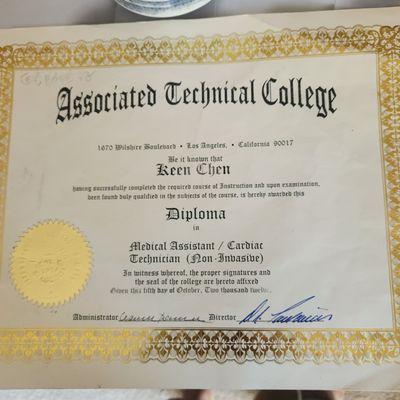 Associated Technical College
1670 Wilshire Boulevard • Los Angeles, • California 90017
Be it known that
Keen Chen
having successfully completed the required course of Instruction and upon examination,
been found duly qualified in the subjects of the course, is hereby awarded this
Diploma
in
Medical Assistant / Cardiac
Technician (Non-Invasive)
In witness whereof, the proper signatures and
the seal of the college are hereto affixed
Given this fifth day of October, Two thousand twelve.
Administrator Director